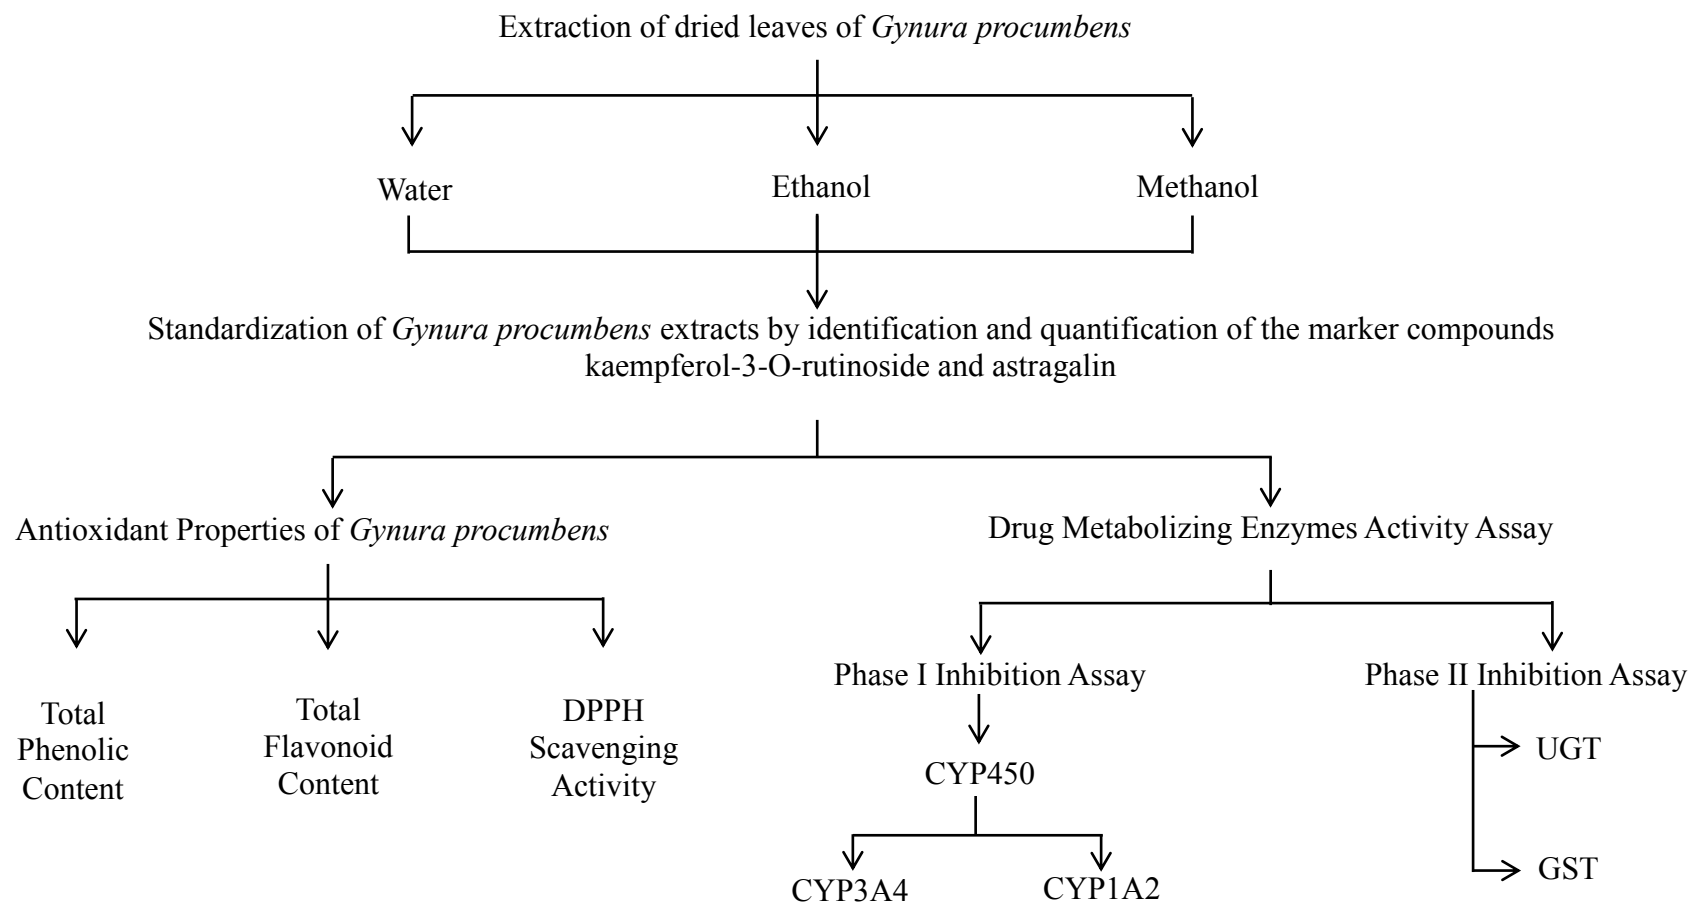 Extraction of dried leaves of Gynura procumbens
Water
Ethanol
Methanol
Standardization of Gynura procumbens extracts by identification and quantification of the marker compounds
kaempferol-3-O-rutinoside and astragalin
Antioxidant Properties of Gynura procumbens
Drug Metabolizing Enzymes Activity Assay
Total
Phenolic
Content
Total
Flavonoid
Content
DPPH
Scavenging
Activity
Phase I Inhibition Assay
CYP450
CYP3A4
CYP1A2
Phase II Inhibition Assay
UGT
GST